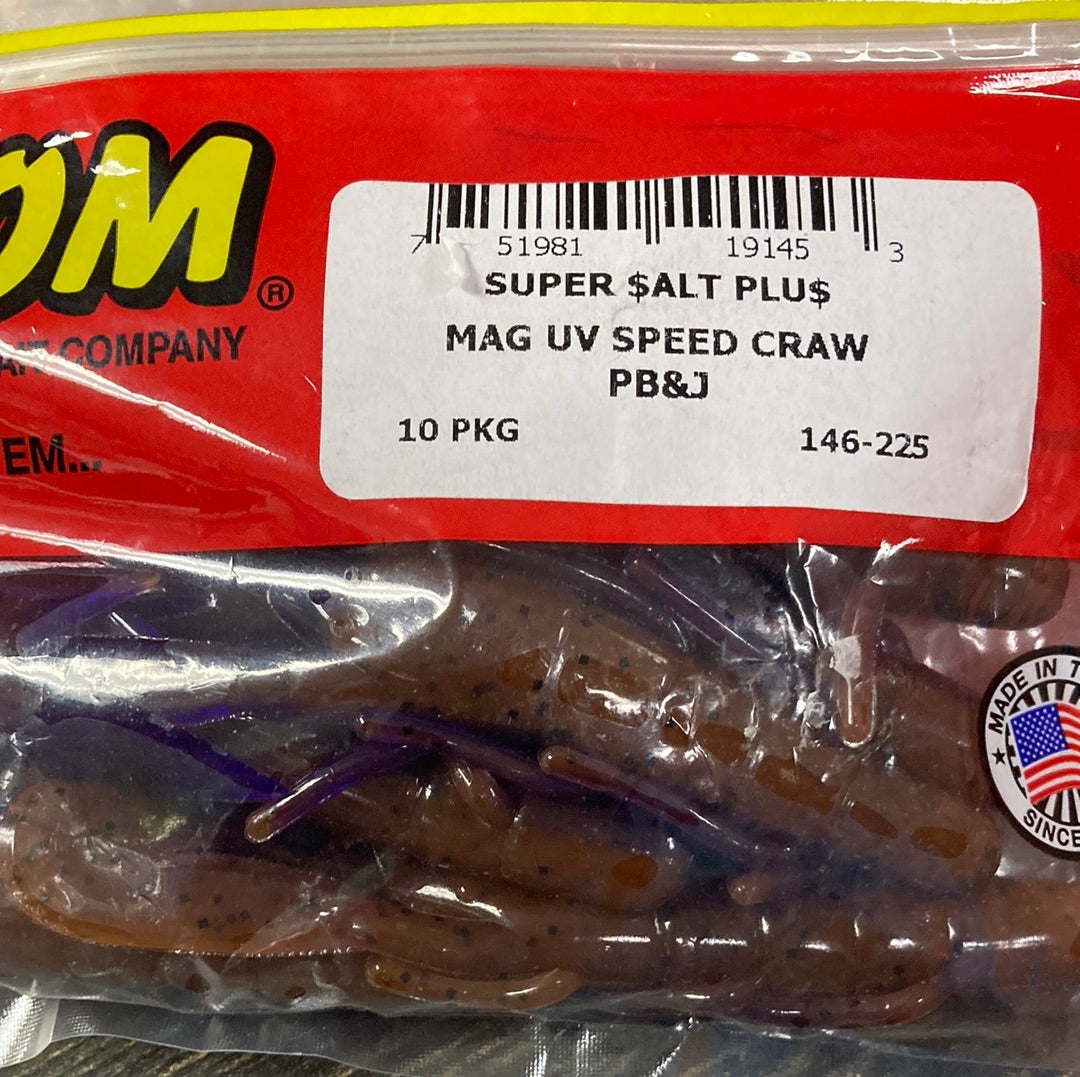 OM®
AIT COMPANY
EM...
7 51981 19145 3
SUPER $ALT PLU$
MAG UV SPEED CRAW
PB&J
10 PKG 146-225
MADE IN T
SINCE